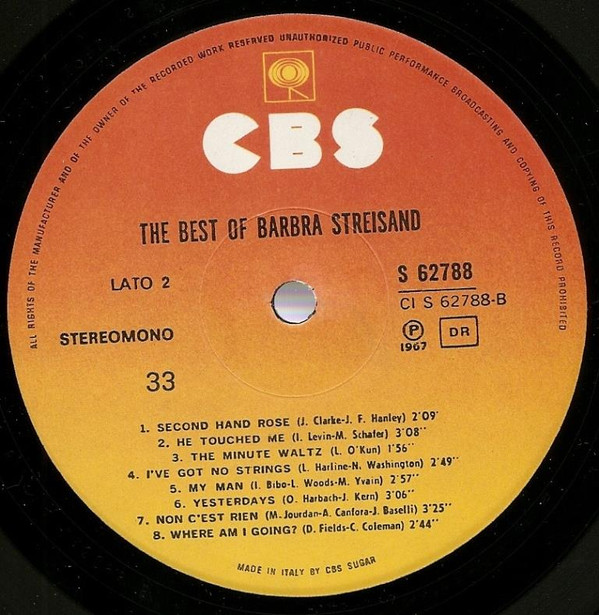 ALL RIGHTS OF THE MANUFACTURER AND OF THE OWNER OF THE RECORDED WORK RESERVED UNAUTHORIZED PUBLIC PERFORMANCE BROADCASTING AND COPYING OF THIS RECORD PROHIBITED
CBS
THE BEST OF BARBRA STREISAND
LATO 2
S 62788
CI S 62788-B
STEREOMONO
℗
1967
DR
33
1. SECOND HAND ROSE (J. Clarke-J. F. Hanley) 2'09'
2. HE TOUCHED ME (I. Levin-M. Schafer) 3'08''
3. THE MINUTE WALTZ (L. O'Kun) 1'56''
4. I'VE GOT NO STRINGS (L. Harline-N. Washington) 2'49''
5. MY MAN (I. Bibo-L. Woods-M. Yvain) 2'57''
6. YESTERDAYS (O. Harbach-J. Kern) 3'06''
7. NON C'EST RIEN (M. Jourdan-A. Canfora-J. Baselli) 3'25''
8. WHERE AM I GOING? (D. Fields-C. Coleman) 2'44''
MADE IN ITALY BY CBS SUGAR